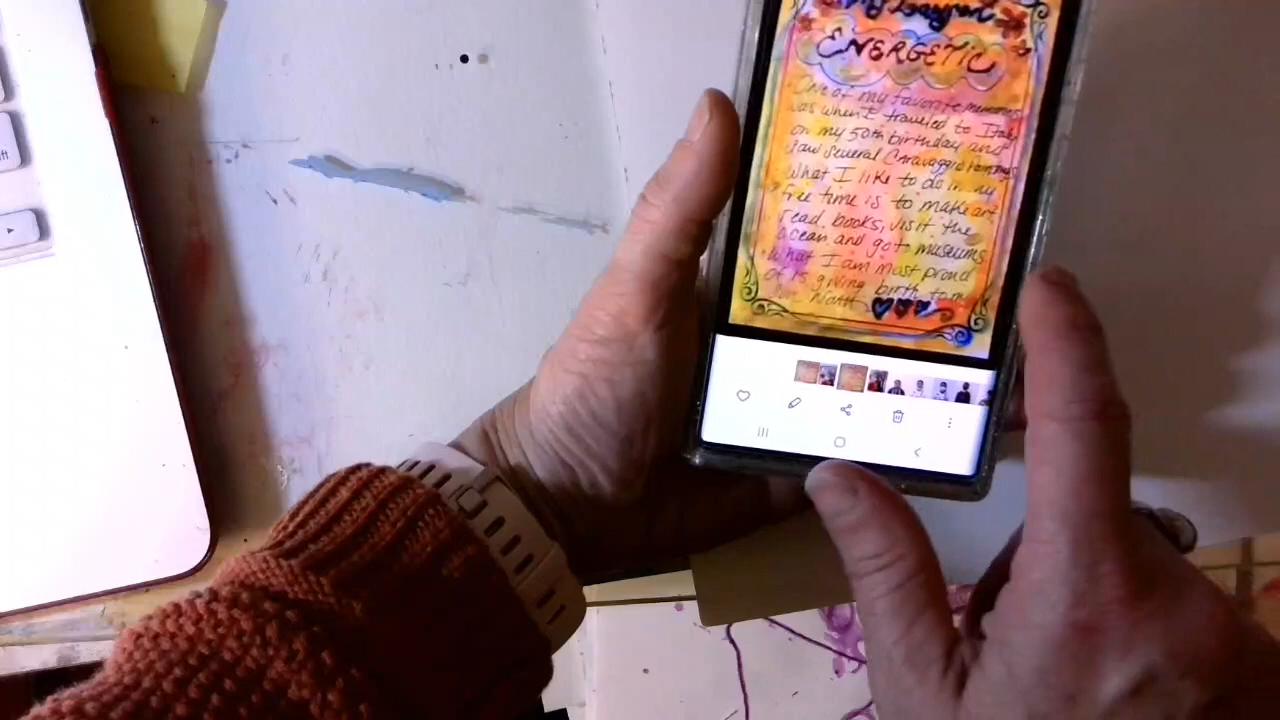 ENERGETIC
One of my favorite memories
was when I traveled to Italy
on my 50th birthday and
saw several Caravaggio Paintings
What I like to do in my
free time is to make art
read books, visit the
ocean and got museums
What I am most proud
of is giving birth to my